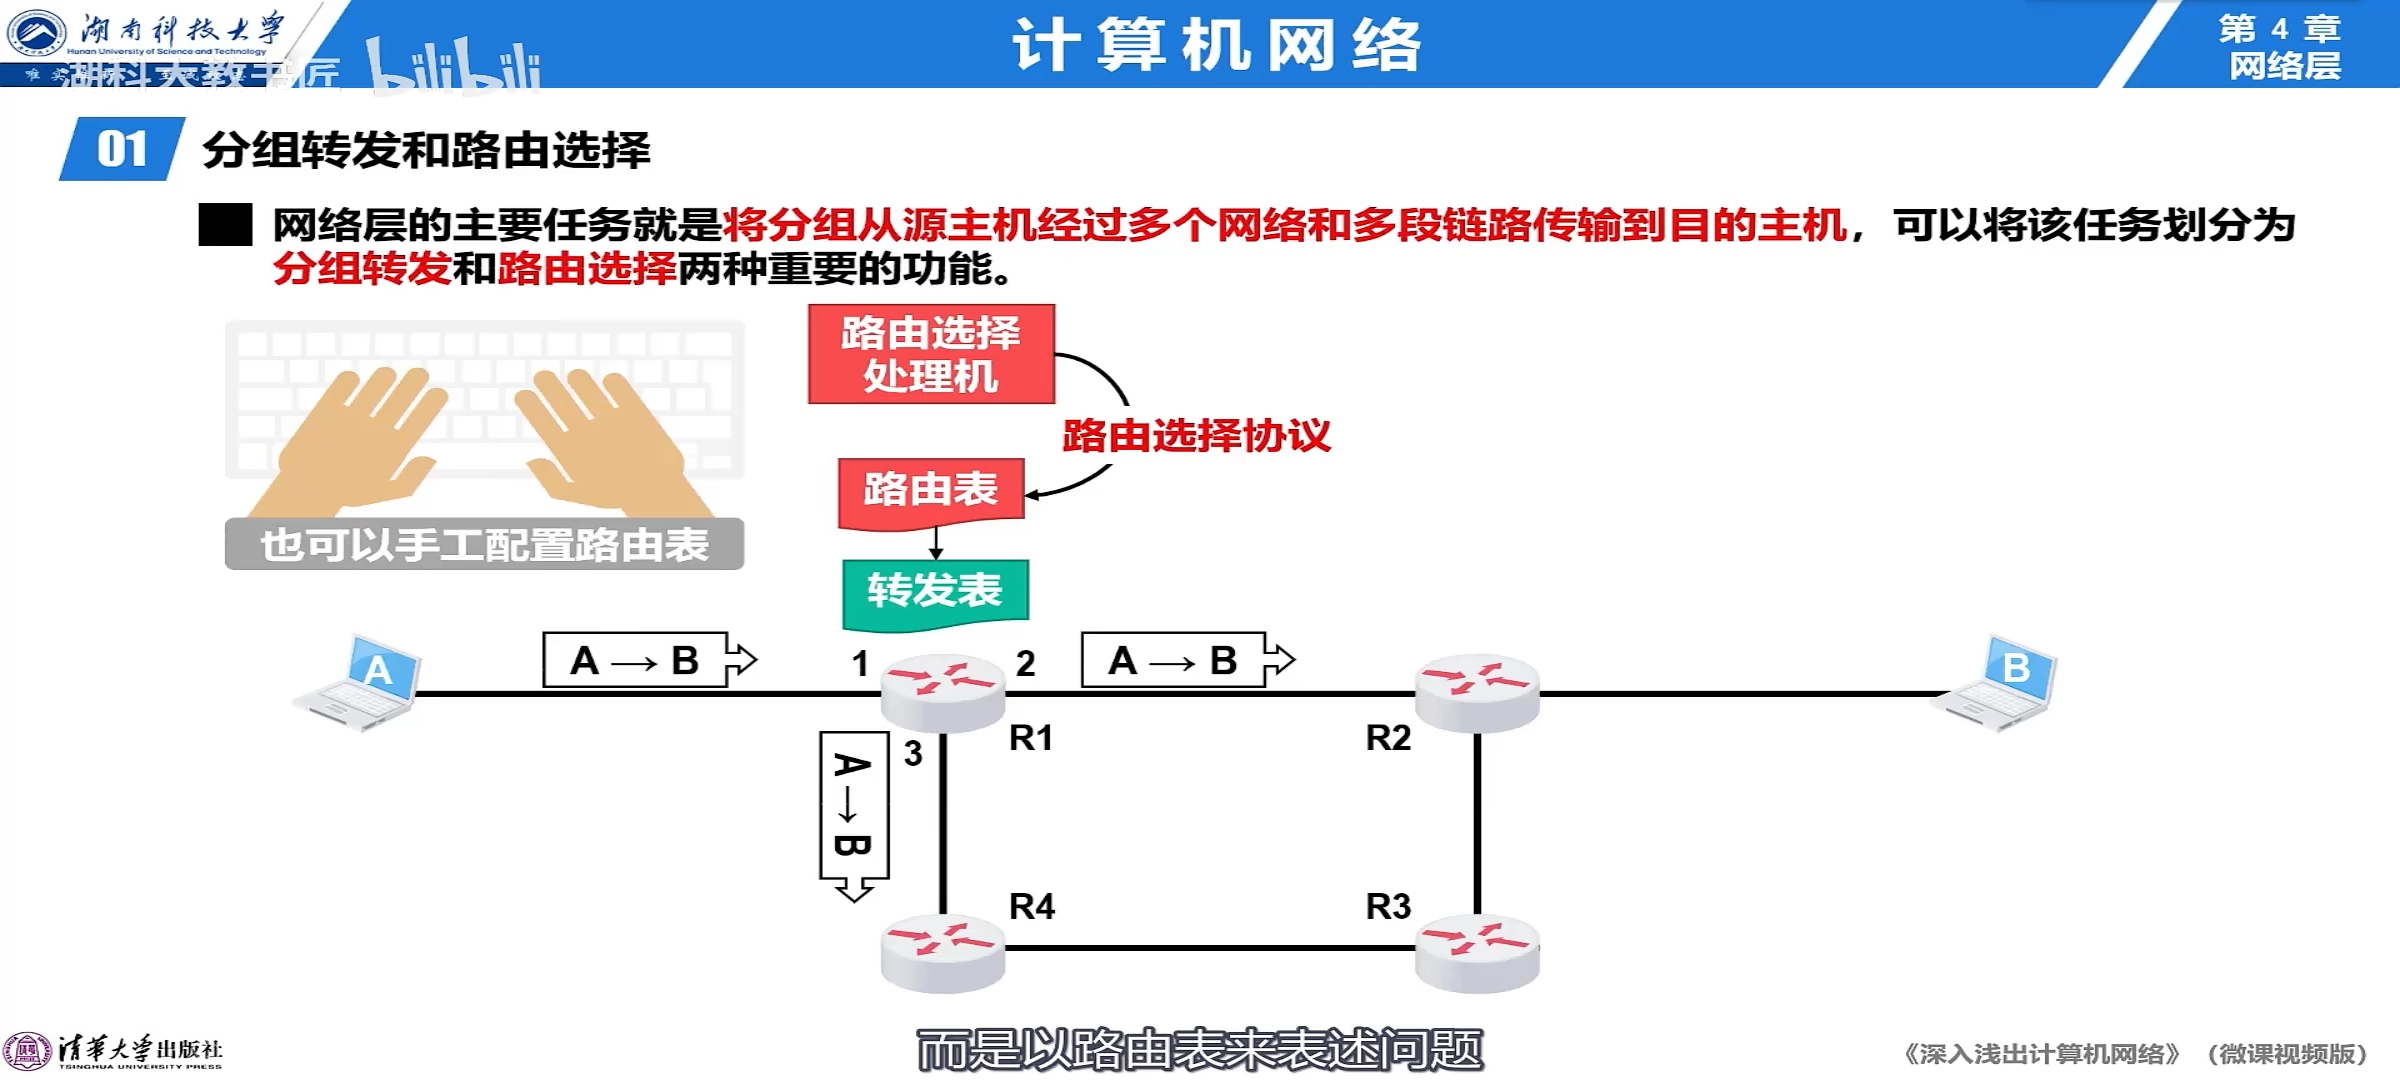 湖南科技大学
Hunan University of Science and Technology
湖科大教书匠 bilibili
计算机网络
第 4 章
网络层
01 分组转发和路由选择
网络层的主要任务就是将分组从源主机经过多个网络和多段链路传输到目的主机，可以将该任务划分为
分组转发和路由选择两种重要的功能。
路由选择
处理机
路由选择协议
路由表
也可以手工配置路由表
转发表
A
A → B
1
2
A → B
B
R1
R2
3
A → B
R4
R3
而是以路由表来表述问题
清华大学出版社
TSINGHUA UNIVERSITY PRESS
《深入浅出计算机网络》（微课视频版）